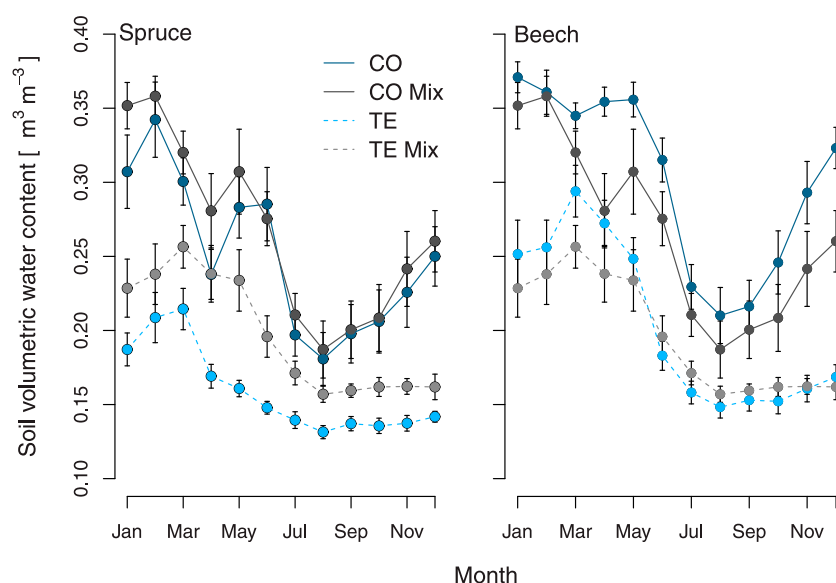 Spruce
Beech
CO
CO Mix
TE
TE Mix
Soil volumetric water content [ m³ m⁻³ ]
0.40
0.35
0.30
0.25
0.20
0.15
0.10
Jan Mar May Jul Sep Nov
Jan Mar May Jul Sep Nov
Month